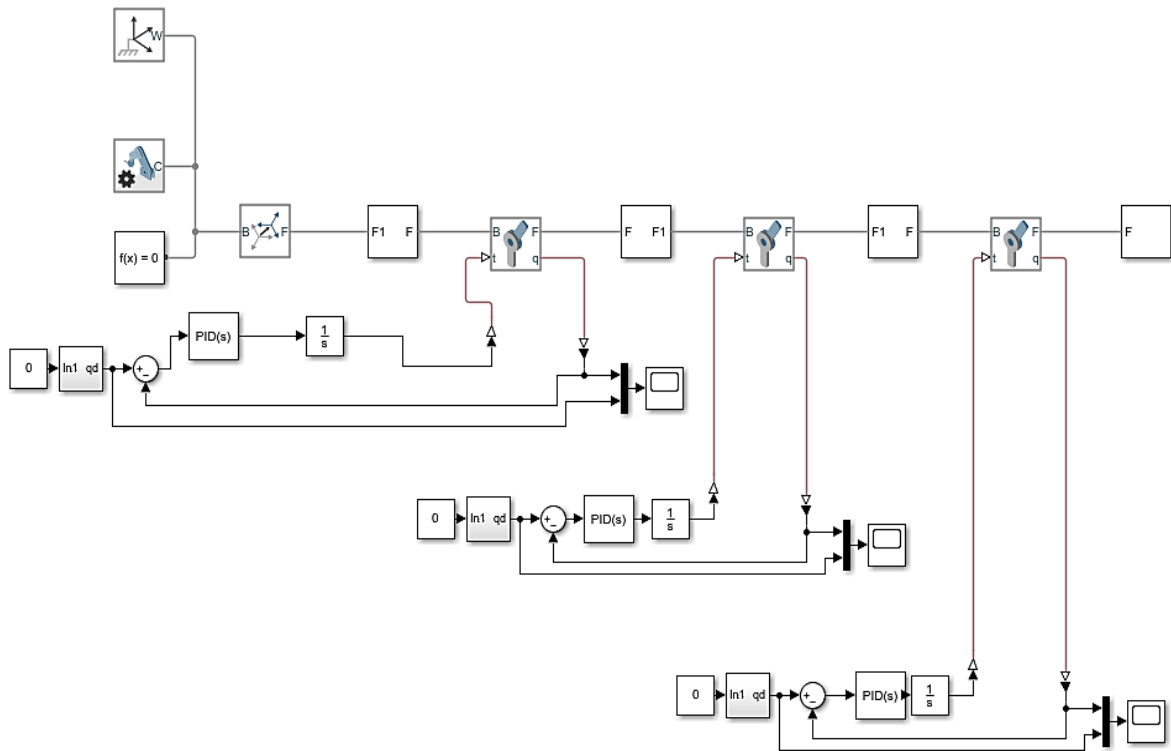 W
C
f(x) = 0
B F
F1 F
B F
t q
F F1
B F
t q
F1 F
B F
t q
F
0
In1 qd
+
−
PID(s)
1
s
0
In1 qd
+
−
PID(s)
1
s
0
In1 qd
+
−
PID(s)
1
s